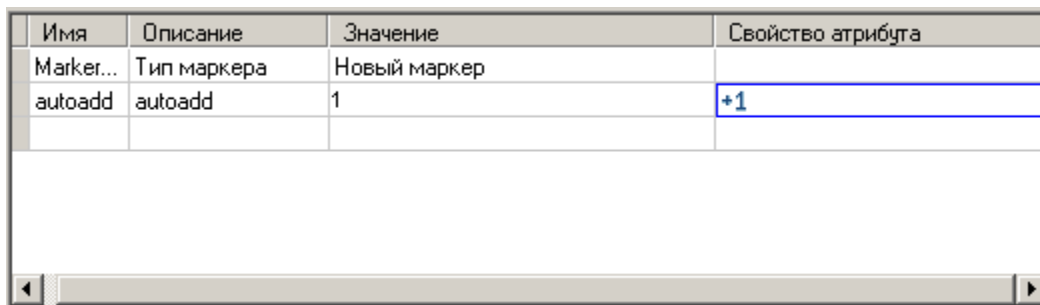 Имя Описание Значение Свойство атрибута
Marker... Тип маркера Новый маркер
autoadd autoadd 1 +1